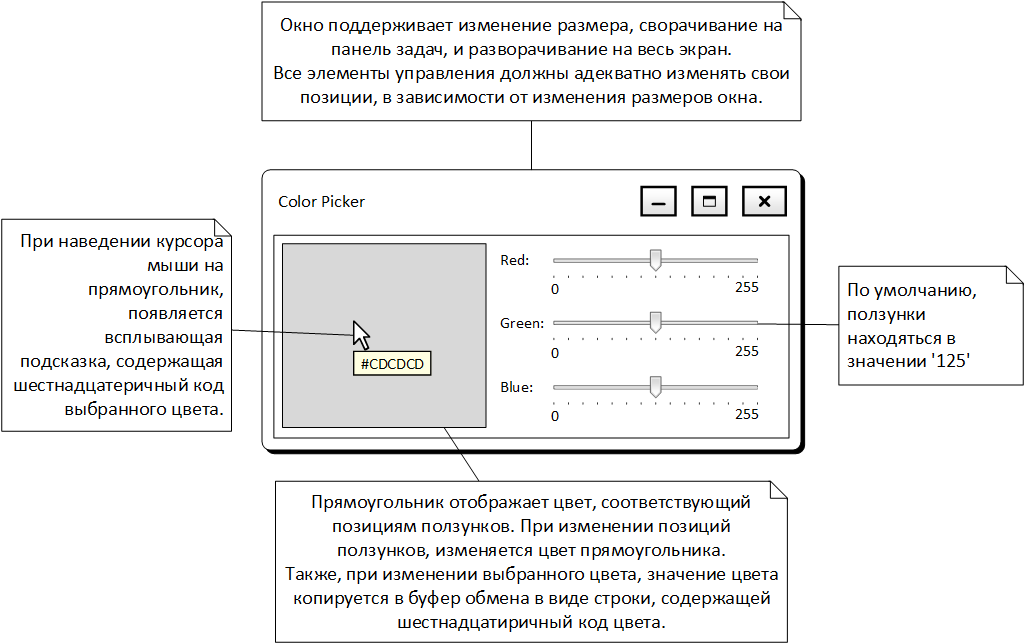 Окно поддерживает изменение размера, сворачивание на
панель задач, и разворачивание на весь экран.
Все элементы управления должны адекватно изменять свои
позиции, в зависимости от изменения размеров окна.
Color Picker
При наведении курсора
мыши на
прямоугольник,
появляется
всплывающая
подсказка, содержащая
шестнадцатеричный код
выбранного цвета.
#CDCDCD
Red:
0
255
Green:
0
255
Blue:
0
255
По умолчанию,
ползунки
находяться в
значении '125'
Прямоугольник отображает цвет, соответствующий
позициям ползунков. При изменении позиций
ползунков, изменяется цвет прямоугольника.
Также, при изменении выбранного цвета, значение цвета
копируется в буфер обмена в виде строки, содержащей
шестнадцатиричный код цвета.